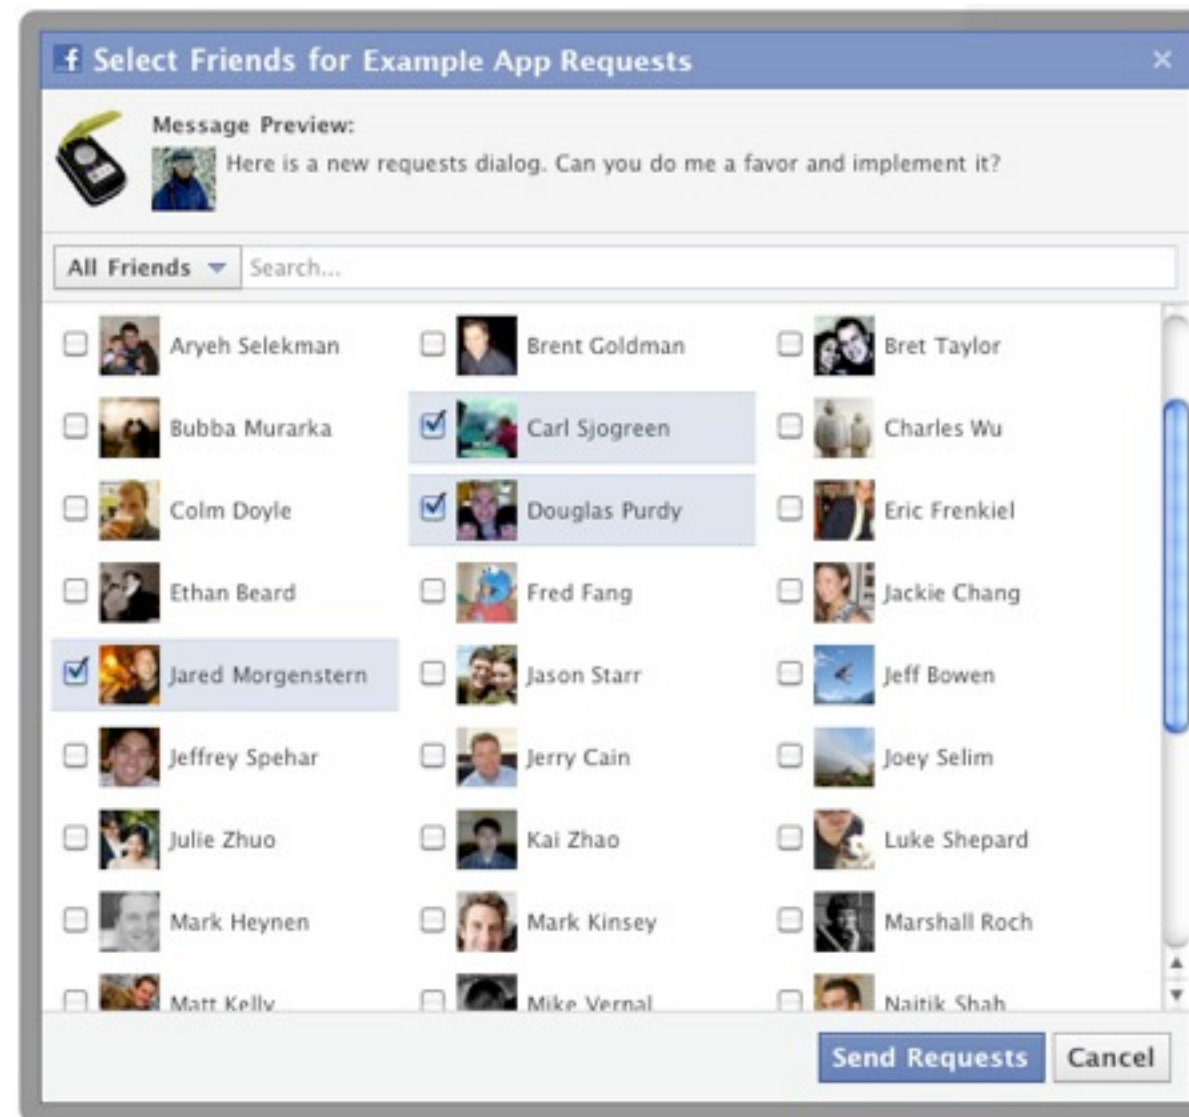 f Select Friends for Example App Requests ×
Message Preview:
Here is a new requests dialog. Can you do me a favor and implement it?
All Friends Search...
Aryeh Selekman Brent Goldman Bret Taylor
Bubba Murarka Carl Sjogreen Charles Wu
Colm Doyle Douglas Purdy Eric Frenkiel
Ethan Beard Fred Fang Jackie Chang
Jared Morgenstern Jason Starr Jeff Bowen
Jeffrey Spehar Jerry Cain Joey Selim
Julie Zhuo Kai Zhao Luke Shepard
Mark Heynen Mark Kinsey Marshall Roch
Matt Kelly Mike Vernal Naitik Shah
Send Requests Cancel